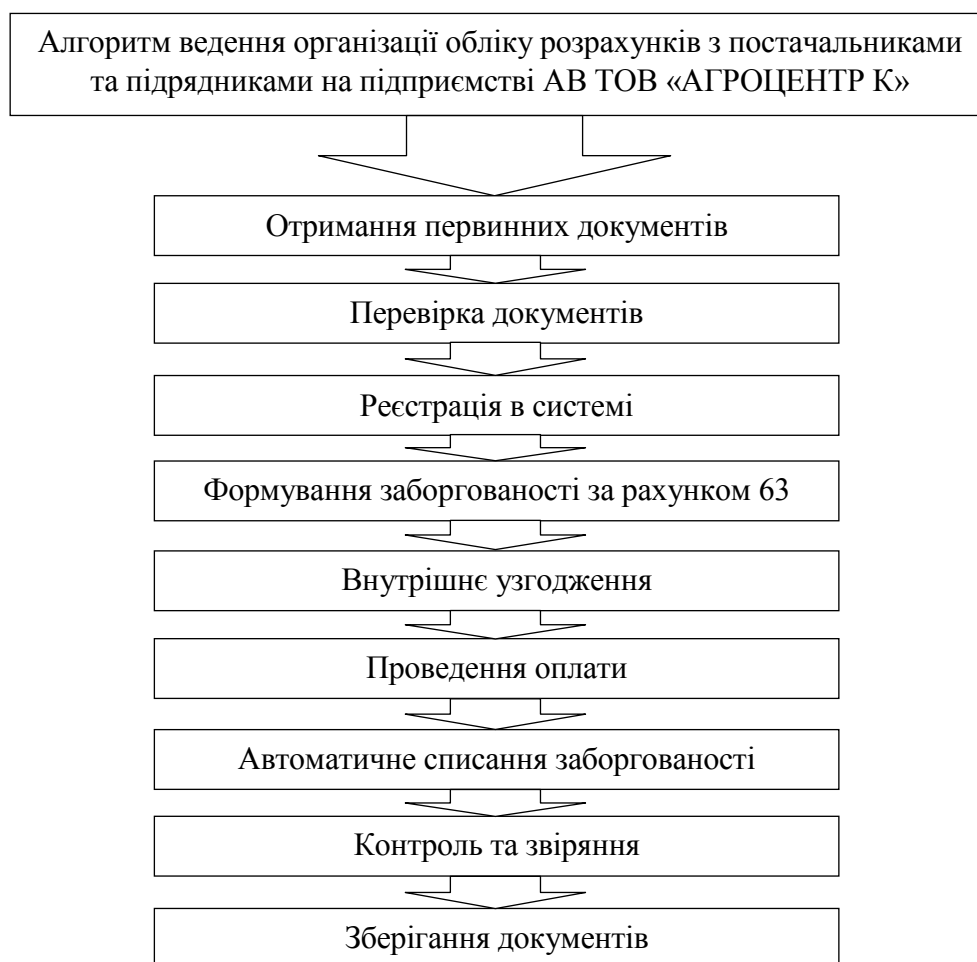 Алгоритм ведення організації обліку розрахунків з постачальниками
та підрядниками на підприємстві АВ ТОВ «АГРОЦЕНТР К»
Отримання первинних документів
Перевірка документів
Реєстрація в системі
Формування заборгованості за рахунком 63
Внутрішнє узгодження
Проведення оплати
Автоматичне списання заборгованості
Контроль та звіряння
Зберігання документів